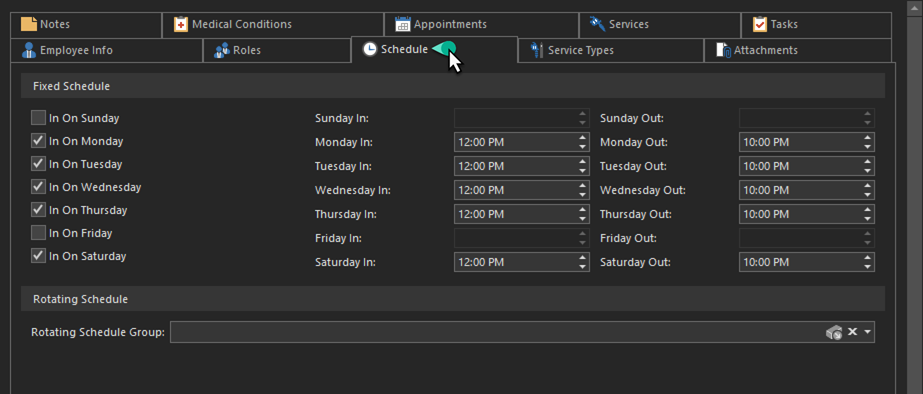 Notes Medical Conditions Appointments Services Tasks
Employee Info Roles Schedule Service Types Attachments
Fixed Schedule
In On Sunday Sunday In: Sunday Out:
In On Monday Monday In: 12:00 PM Monday Out: 10:00 PM
In On Tuesday Tuesday In: 12:00 PM Tuesday Out: 10:00 PM
In On Wednesday Wednesday In: 12:00 PM Wednesday Out: 10:00 PM
In On Thursday Thursday In: 12:00 PM Thursday Out: 10:00 PM
In On Friday Friday In: Friday Out:
In On Saturday Saturday In: 12:00 PM Saturday Out: 10:00 PM
Rotating Schedule
Rotating Schedule Group: